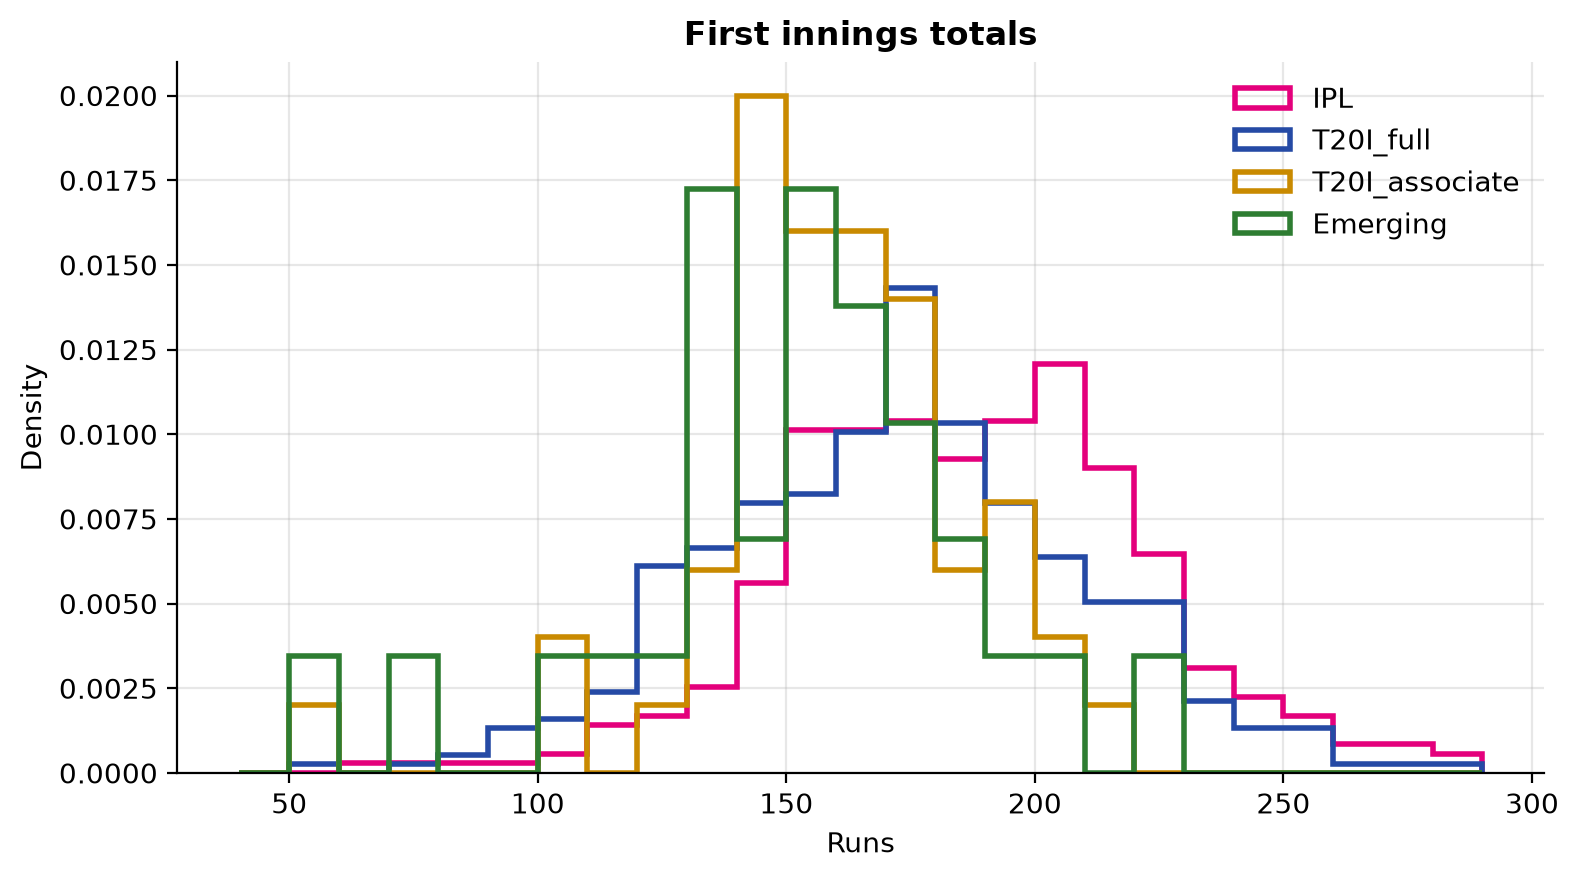 First innings totals
IPL
T20I_full
T20I_associate
Emerging
Density
0.0200
0.0175
0.0150
0.0125
0.0100
0.0075
0.0050
0.0025
0.0000
50 100 150 200 250 300
Runs